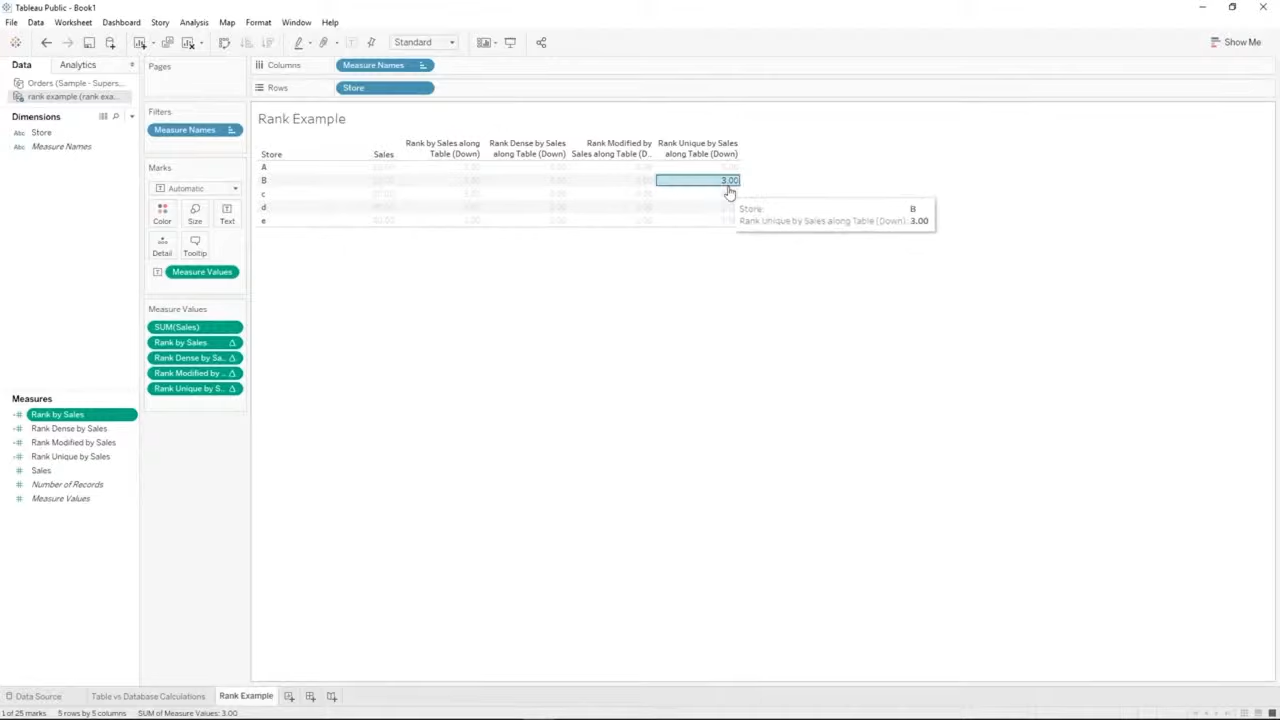 Tableau Public - Book1
File Data Worksheet Dashboard Story Analysis Map Format Window Help
Standard
Show Me
Data Analytics
Orders (Sample - Supers...
rank example (rank exa...
Dimensions
Abc Store
Abc Measure Names
Measures
Rank by Sales
Rank Dense by Sales
Rank Modified by Sales
Rank Unique by Sales
Sales
Number of Records
Measure Values
Pages
Filters
Measure Names
Marks
Automatic
Color Size Text
Detail Tooltip
Measure Values
Measure Values
SUM(Sales)
Rank by Sales
Rank Dense by Sa..
Rank Modified by ..
Rank Unique by S..
Columns Measure Names
Rows Store
Rank Example
Rank by Sales along Rank Dense by Sales Rank Modified by Rank Unique by Sales
Store Sales Table (Down) along Table (Down) Sales along Table (D.. along Table (Down)
A
B 3.00
c
d
e
Store: B
Rank Unique by Sales along Table (Down): 3.00
Data Source Table vs Database Calculations Rank Example
1 of 25 marks 5 rows by 5 columns SUM of Measure Values: 3.00